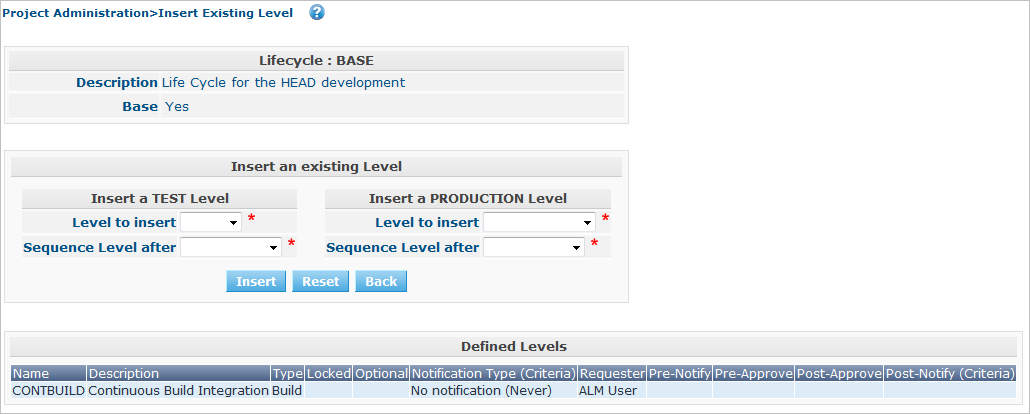 Project Administration>Insert Existing Level ?
Lifecycle : BASE
Description Life Cycle for the HEAD development
Base Yes
Insert an existing Level
Insert a TEST Level
Level to insert *
Sequence Level after *
Insert a PRODUCTION Level
Level to insert *
Sequence Level after *
Insert Reset Back
Defined Levels
Name Description Type Locked Optional Notification Type (Criteria) Requester Pre-Notify Pre-Approve Post-Approve Post-Notify (Criteria)
CONTBUILD Continuous Build Integration Build No notification (Never) ALM User